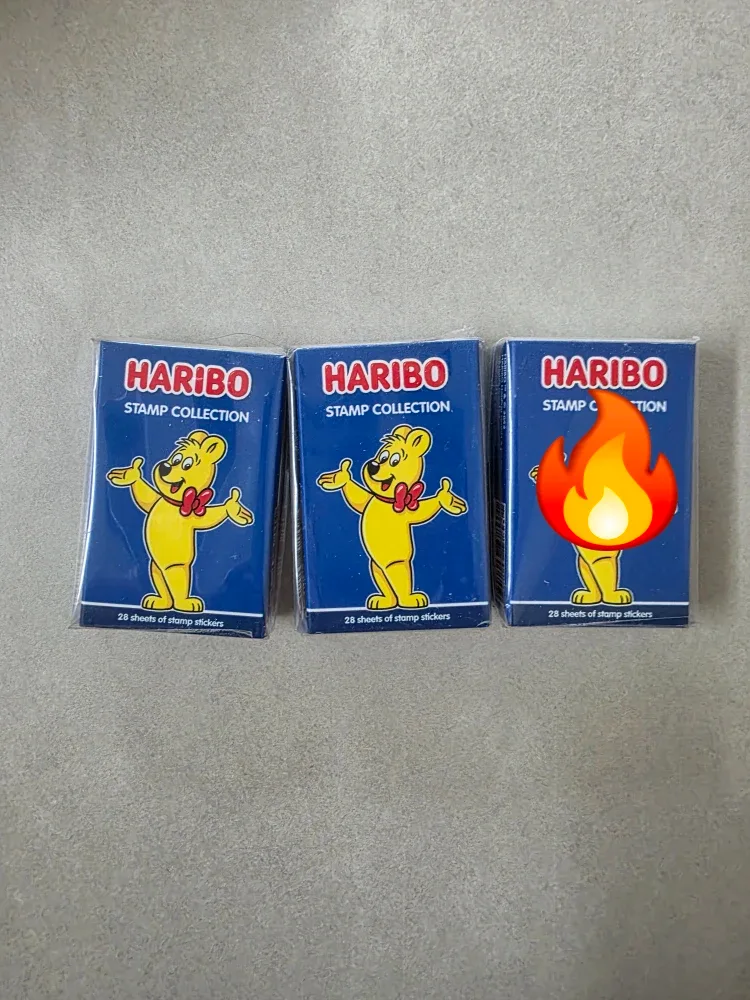 HARIBO
STAMP COLLECTION
28 sheets of stamp stickers
HARIBO
STAMP COLLECTION
28 sheets of stamp stickers
HARIBO
STAMP C TION
28 sheets of stamp stickers